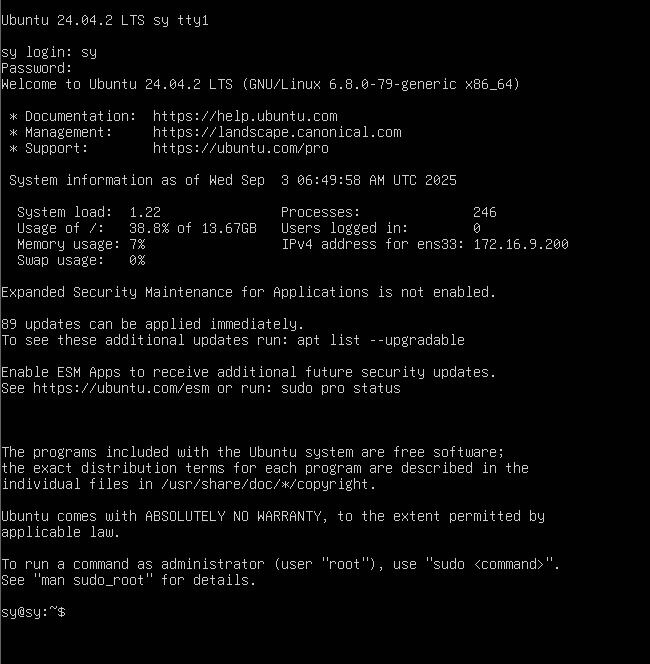 Ubuntu 24.04.2 LTS sy tty1
sy login: sy
Password:
Welcome to Ubuntu 24.04.2 LTS (GNU/Linux 6.8.0-79-generic x86_64)
* Documentation:  https://help.ubuntu.com
* Management:     https://landscape.canonical.com
* Support:        https://ubuntu.com/pro
System information as of Wed Sep  3 06:49:58 AM UTC 2025
System load:  1.22               Processes:              246
Usage of /:   38.8% of 13.67GB   Users logged in:        0
Memory usage: 7%                 IPv4 address for ens33: 172.16.9.200
Swap usage:   0%
Expanded Security Maintenance for Applications is not enabled.
89 updates can be applied immediately.
To see these additional updates run: apt list --upgradable
Enable ESM Apps to receive additional future security updates.
See https://ubuntu.com/esm or run: sudo pro status
The programs included with the Ubuntu system are free software;
the exact distribution terms for each program are described in the
individual files in /usr/share/doc/*/copyright.
Ubuntu comes with ABSOLUTELY NO WARRANTY, to the extent permitted by
applicable law.
To run a command as administrator (user "root"), use "sudo <command>".
See "man sudo_root" for details.
sy@sy:~$